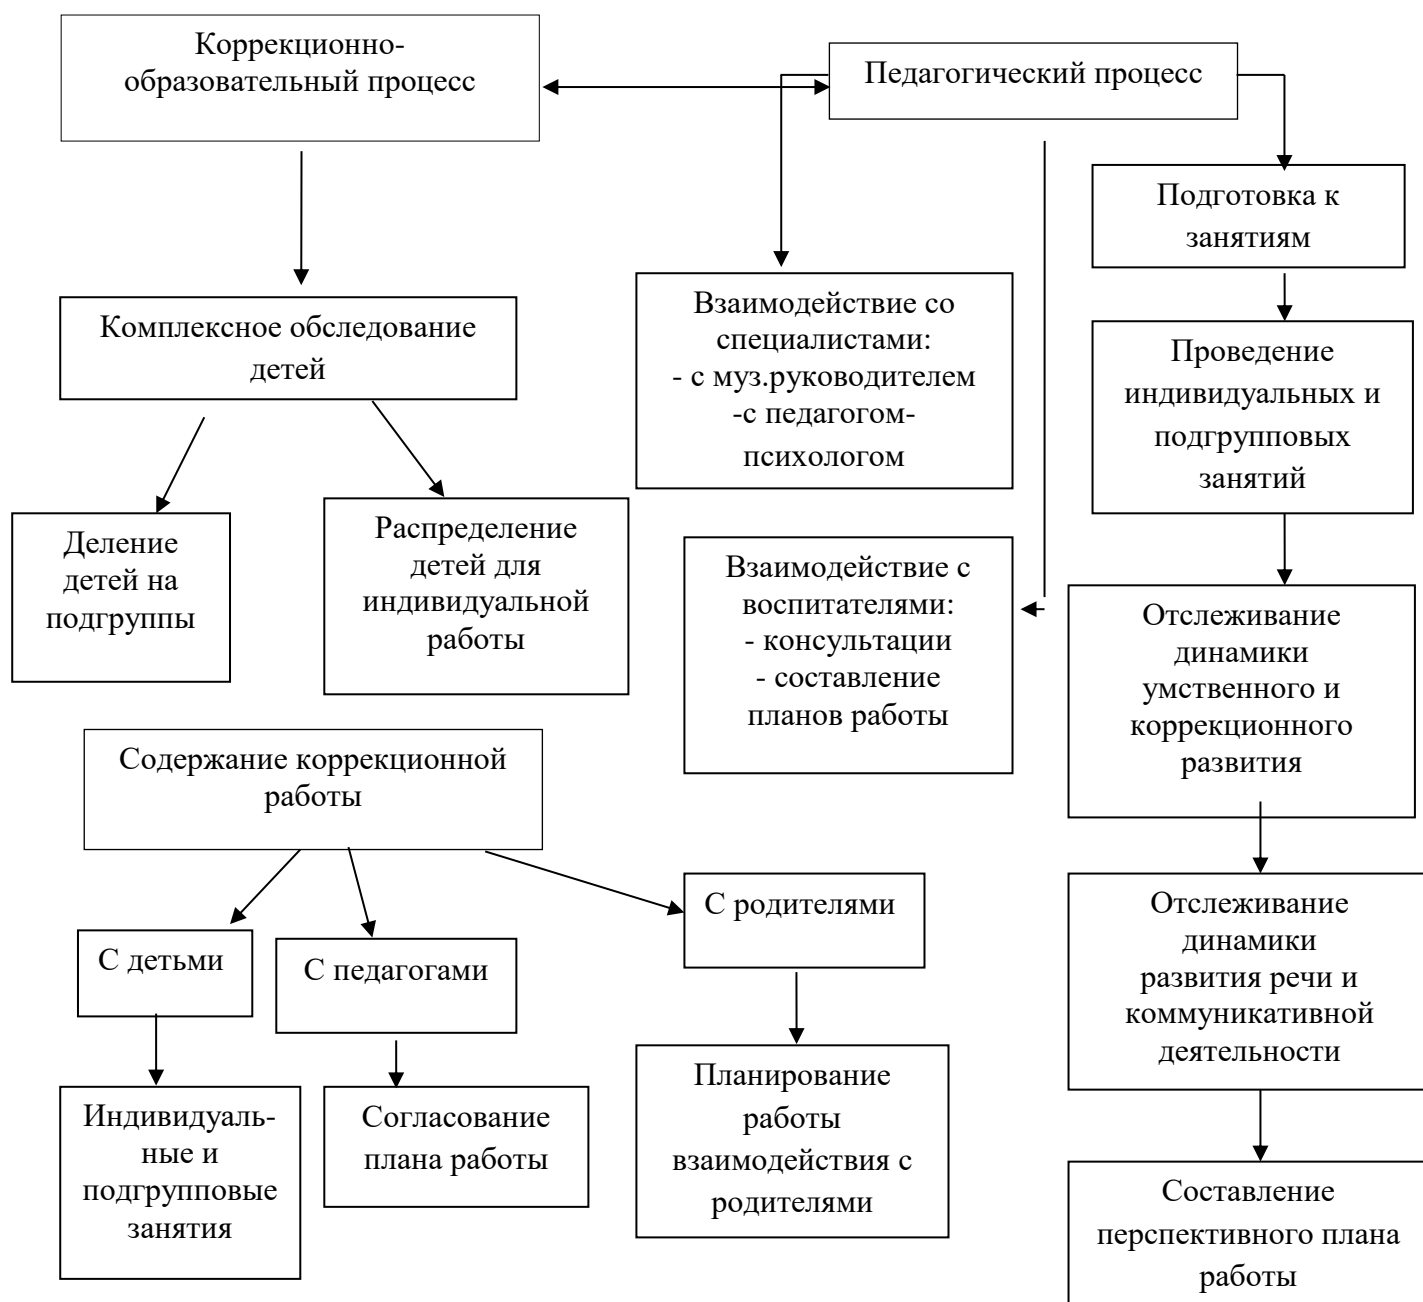 Коррекционно-
образовательный процесс
Педагогический процесс
Подготовка к
занятиям
Комплексное обследование
детей
Взаимодействие со
специалистами:
- с муз.руководителем
-с педагогом-
психологом
Проведение
индивидуальных и
подгрупповых
занятий
Деление
детей на
подгруппы
Распределение
детей для
индивидуальной
работы
Взаимодействие с
воспитателями:
- консультации
- составление
планов работы
Отслеживание
динамики
умственного и
коррекционного
развития
Содержание коррекционной
работы
С детьми
С педагогами
С родителями
Отслеживание
динамики
развития речи и
коммуникативной
деятельности
Индивидуаль-
ные и
подгрупповые
занятия
Согласование
плана работы
Планирование
работы
взаимодействия с
родителями
Составление
перспективного плана
работы